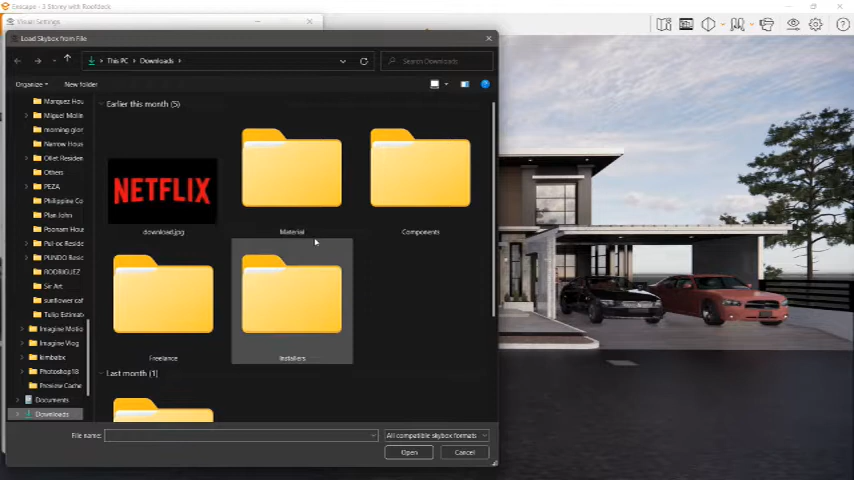 Enscape - 3 Storey with Roofdeck
Visual Settings
Load Skybox from File
This PC > Downloads >
Search Downloads
Organize
New folder
Earlier this month (5)
NETFLIX
download.jpg
Material
Components
Freelance
Installers
Last month (1)
Marquez Hou
Miguel Molin
morning glor
Narrow Hous
Ollet Residen
Others
PEZA
Philippine Co
Plan John
Poonam Hous
Pul-oc Reside
PUNDO Resid
RODRIGUEZ
Sir Art
sunflower caf
Tulip Estimate
Imagine Motio
Imagine Vlog
kimbabx
Photoshop18
Preview Cache
Documents
Downloads
File name:
All compatible skybox formats
Open
Cancel